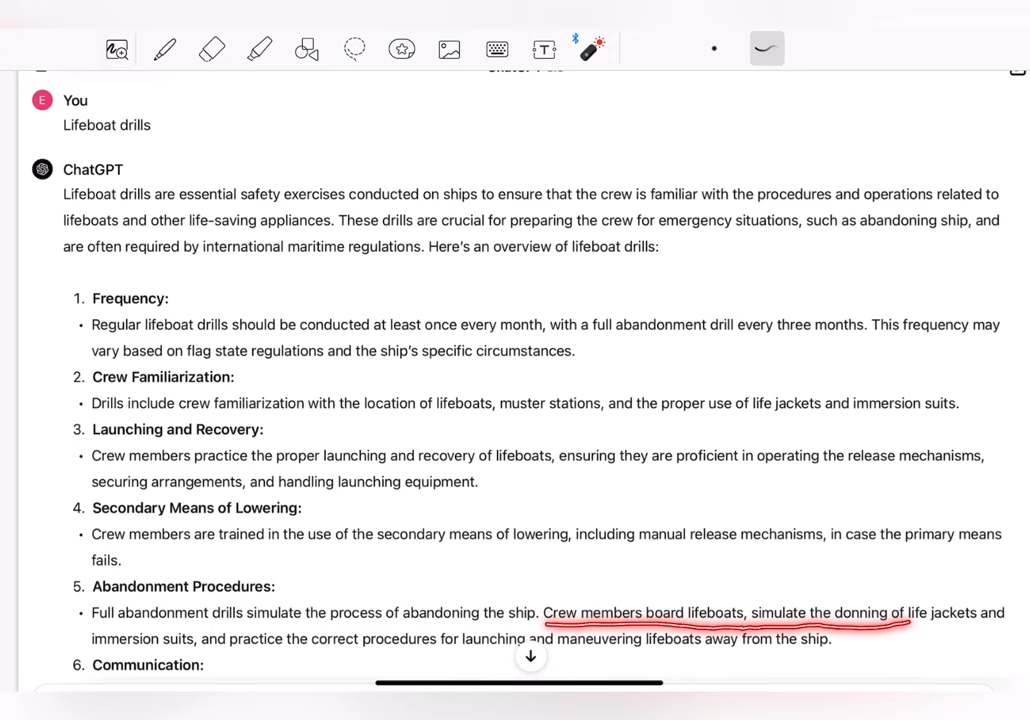 E You
Lifeboat drills
ChatGPT
Lifeboat drills are essential safety exercises conducted on ships to ensure that the crew is familiar with the procedures and operations related to
lifeboats and other life-saving appliances. These drills are crucial for preparing the crew for emergency situations, such as abandoning ship, and
are often required by international maritime regulations. Here's an overview of lifeboat drills:
1. Frequency:
• Regular lifeboat drills should be conducted at least once every month, with a full abandonment drill every three months. This frequency may
vary based on flag state regulations and the ship's specific circumstances.
2. Crew Familiarization:
• Drills include crew familiarization with the location of lifeboats, muster stations, and the proper use of life jackets and immersion suits.
3. Launching and Recovery:
• Crew members practice the proper launching and recovery of lifeboats, ensuring they are proficient in operating the release mechanisms,
securing arrangements, and handling launching equipment.
4. Secondary Means of Lowering:
• Crew members are trained in the use of the secondary means of lowering, including manual release mechanisms, in case the primary means
fails.
5. Abandonment Procedures:
• Full abandonment drills simulate the process of abandoning the ship. Crew members board lifeboats, simulate the donning of life jackets and
immersion suits, and practice the correct procedures for launching and maneuvering lifeboats away from the ship.
6. Communication: